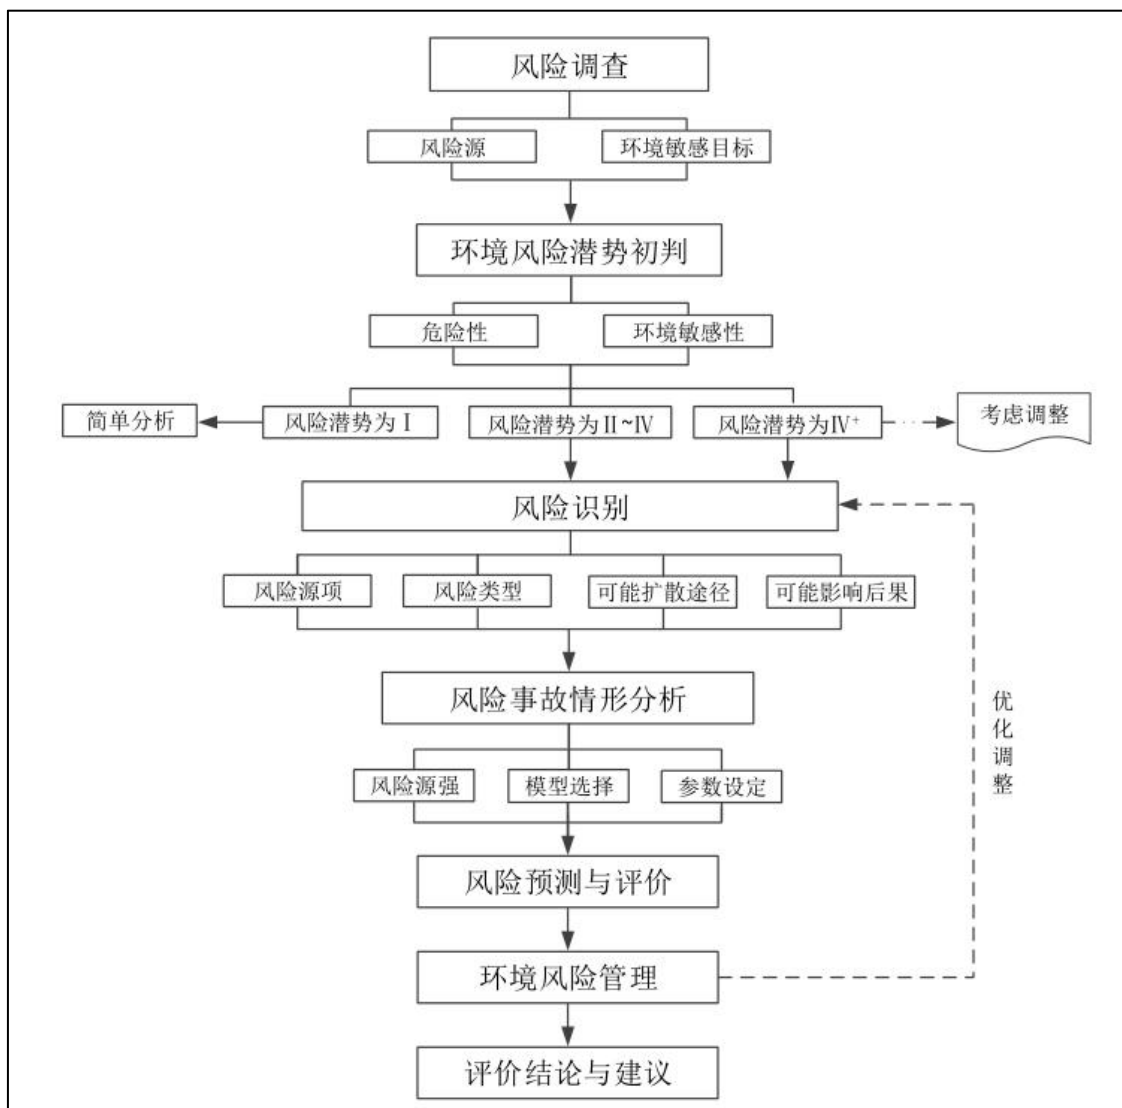 风险调查
风险源
环境敏感目标
环境风险潜势初判
危险性
环境敏感性
简单分析
风险潜势为Ⅰ
风险潜势为Ⅱ~Ⅳ
风险潜势为Ⅳ⁺
考虑调整
风险识别
风险源项
风险类型
可能扩散途径
可能影响后果
风险事故情形分析
优化调整
风险源强
模型选择
参数设定
风险预测与评价
环境风险管理
评价结论与建议